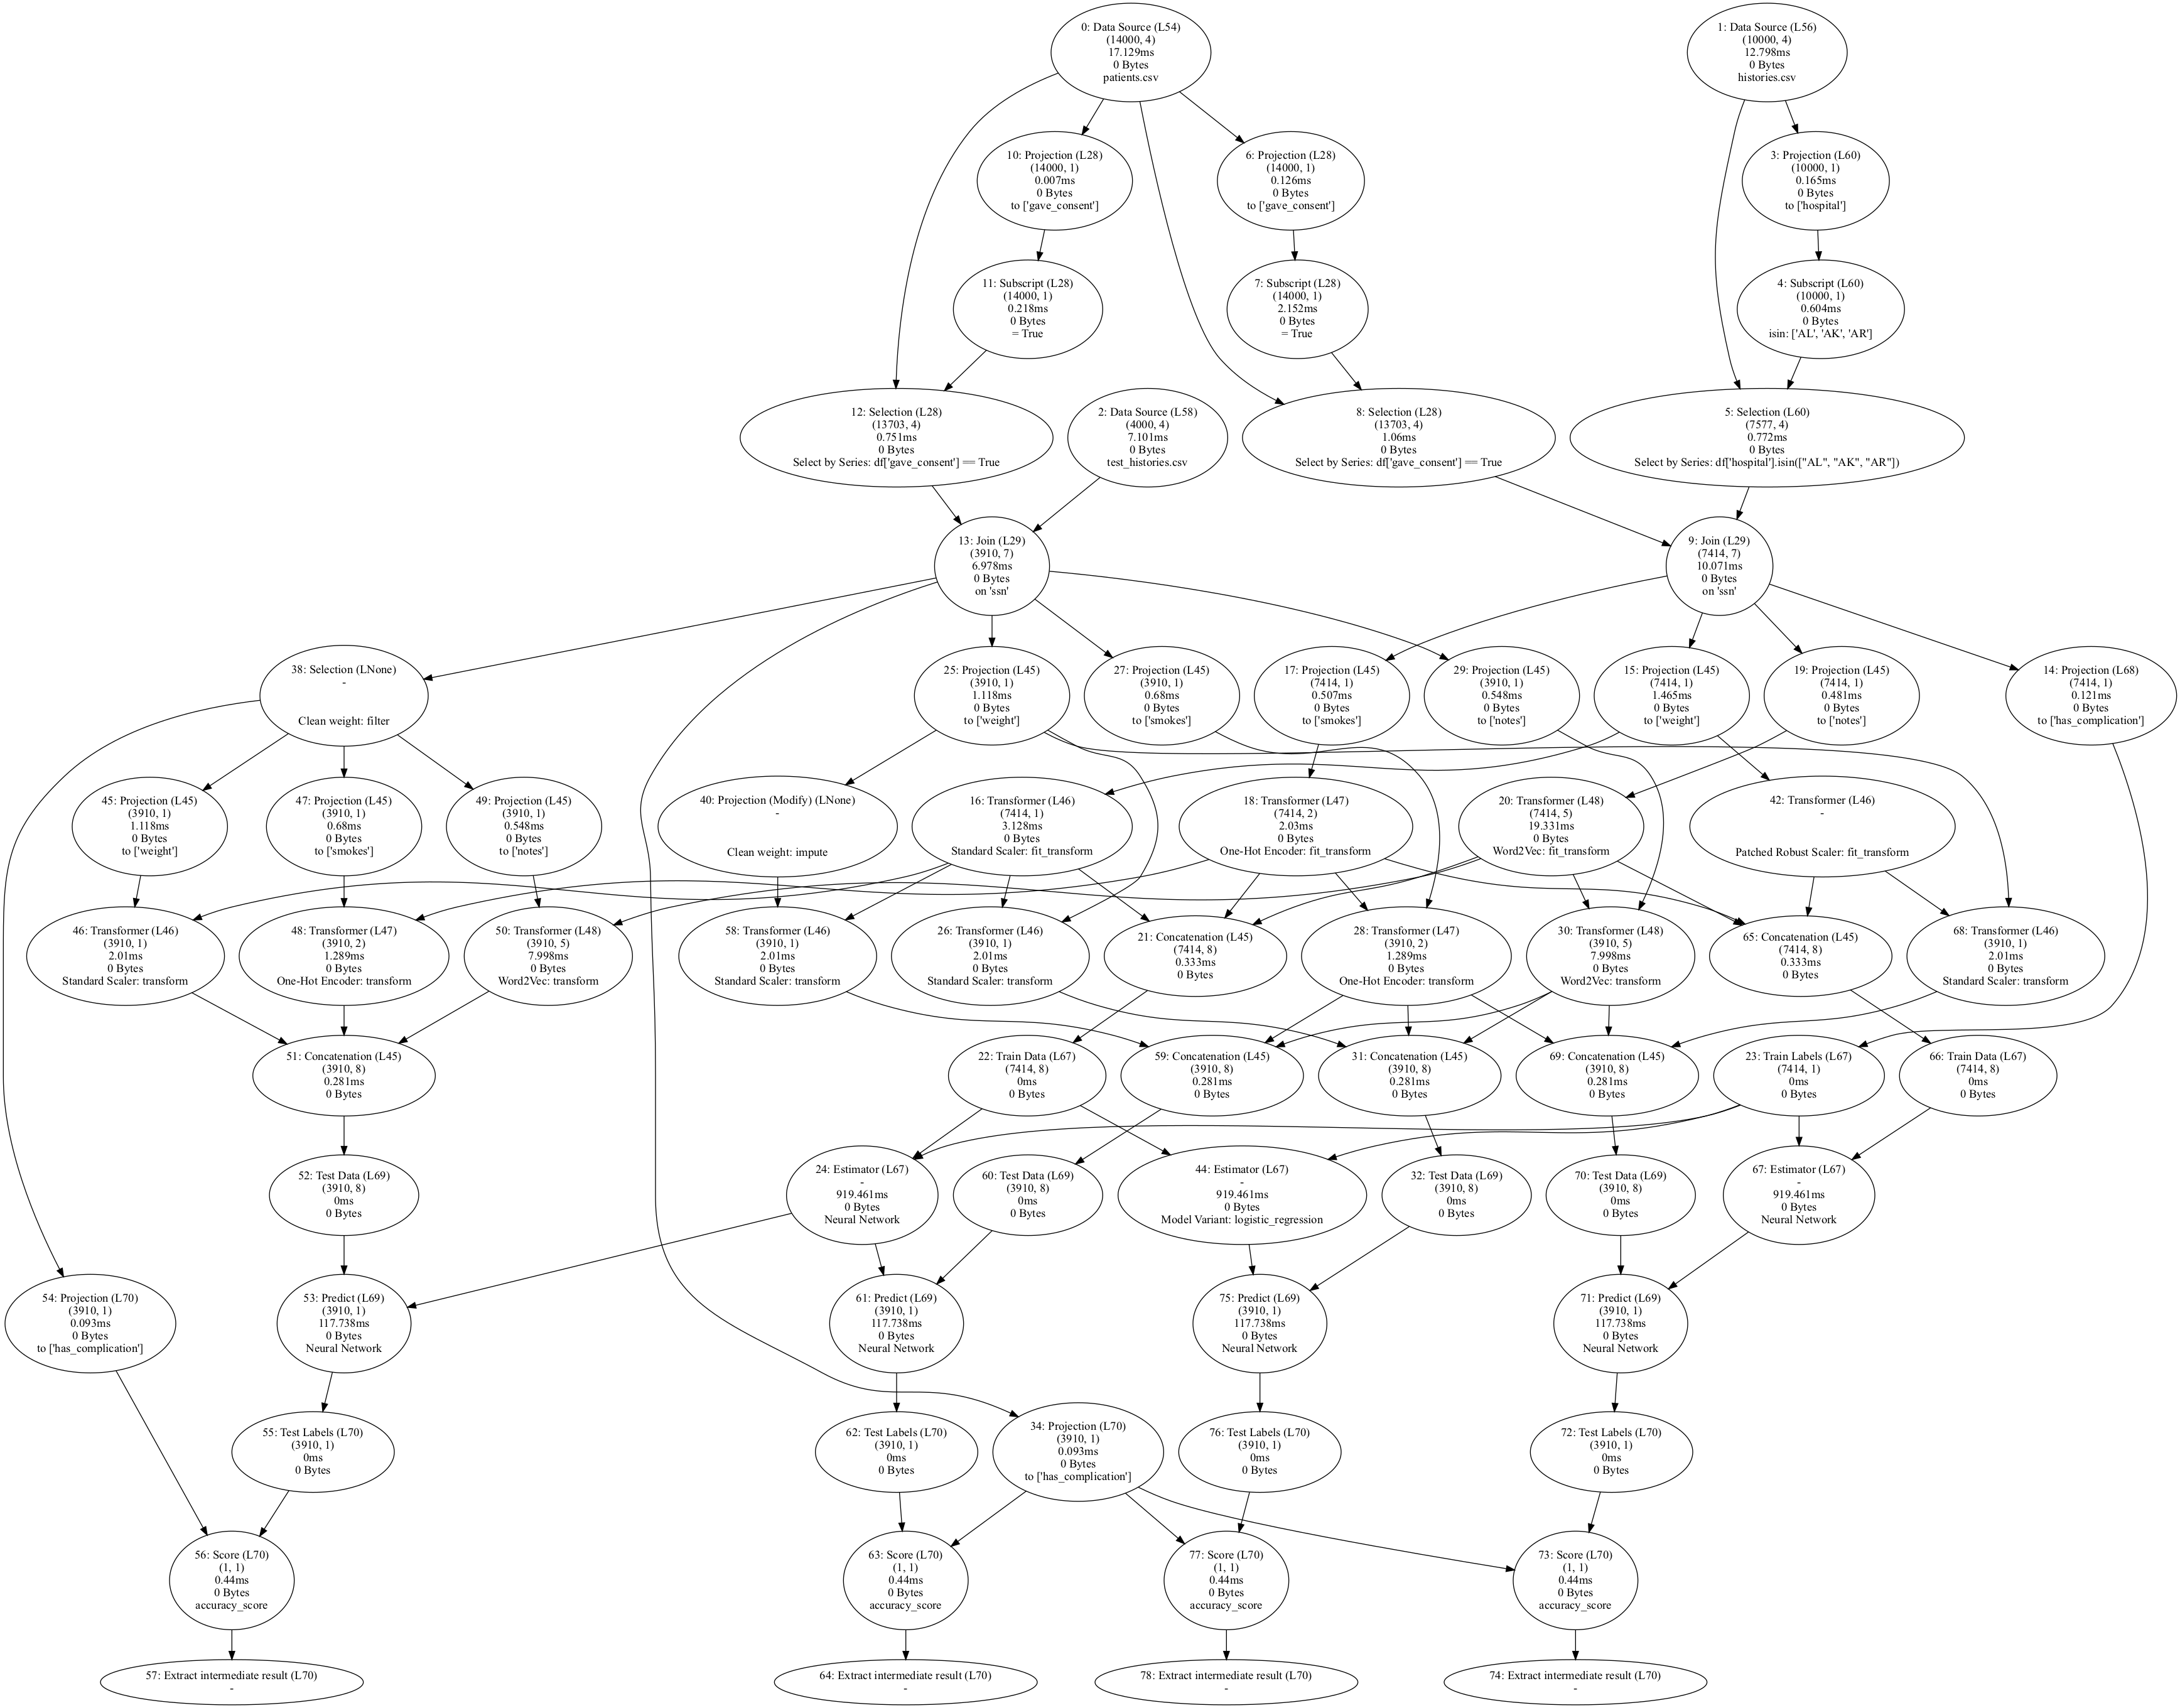 0: Data Source (L54)
(14000, 4)
17.129ms
0 Bytes
patients.csv
1: Data Source (L56)
(10000, 4)
12.798ms
0 Bytes
histories.csv
10: Projection (L28)
(14000, 1)
0.007ms
0 Bytes
to ['gave_consent']
6: Projection (L28)
(14000, 1)
0.126ms
0 Bytes
to ['gave_consent']
3: Projection (L60)
(10000, 1)
0.165ms
0 Bytes
to ['hospital']
11: Subscript (L28)
(14000, 1)
0.218ms
0 Bytes
= True
7: Subscript (L28)
(14000, 1)
2.152ms
0 Bytes
= True
4: Subscript (L60)
(10000, 1)
0.604ms
0 Bytes
isin: ['AL', 'AK', 'AR']
12: Selection (L28)
(13703, 4)
0.751ms
0 Bytes
Select by Series: df['gave_consent'] == True
2: Data Source (L58)
(4000, 4)
7.101ms
0 Bytes
test_histories.csv
8: Selection (L28)
(13703, 4)
1.06ms
0 Bytes
Select by Series: df['gave_consent'] == True
5: Selection (L60)
(7577, 4)
0.772ms
0 Bytes
Select by Series: df['hospital'].isin(["AL", "AK", "AR"])
13: Join (L29)
(3910, 7)
6.978ms
0 Bytes
on 'ssn'
9: Join (L29)
(7414, 7)
10.071ms
0 Bytes
on 'ssn'
38: Selection (LNone)
-
Clean weight: filter
25: Projection (L45)
(3910, 1)
1.118ms
0 Bytes
to ['weight']
27: Projection (L45)
(3910, 1)
0.68ms
0 Bytes
to ['smokes']
17: Projection (L45)
(7414, 1)
0.507ms
0 Bytes
to ['smokes']
29: Projection (L45)
(3910, 1)
0.548ms
0 Bytes
to ['notes']
15: Projection (L45)
(7414, 1)
1.465ms
0 Bytes
to ['weight']
19: Projection (L45)
(7414, 1)
0.481ms
0 Bytes
to ['notes']
14: Projection (L68)
(7414, 1)
0.121ms
0 Bytes
to ['has_complication']
45: Projection (L45)
(3910, 1)
1.118ms
0 Bytes
to ['weight']
47: Projection (L45)
(3910, 1)
0.68ms
0 Bytes
to ['smokes']
49: Projection (L45)
(3910, 1)
0.548ms
0 Bytes
to ['notes']
40: Projection (Modify) (LNone)
-
Clean weight: impute
16: Transformer (L46)
(7414, 1)
3.128ms
0 Bytes
Standard Scaler: fit_transform
18: Transformer (L47)
(7414, 2)
2.03ms
0 Bytes
One-Hot Encoder: fit_transform
20: Transformer (L48)
(7414, 5)
19.331ms
0 Bytes
Word2Vec: fit_transform
42: Transformer (L46)
-
Patched Robust Scaler: fit_transform
46: Transformer (L46)
(3910, 1)
2.01ms
0 Bytes
Standard Scaler: transform
48: Transformer (L47)
(3910, 2)
1.289ms
0 Bytes
One-Hot Encoder: transform
50: Transformer (L48)
(3910, 5)
7.998ms
0 Bytes
Word2Vec: transform
58: Transformer (L46)
(3910, 1)
2.01ms
0 Bytes
Standard Scaler: transform
26: Transformer (L46)
(3910, 1)
2.01ms
0 Bytes
Standard Scaler: transform
21: Concatenation (L45)
(7414, 8)
0.333ms
0 Bytes
28: Transformer (L47)
(3910, 2)
1.289ms
0 Bytes
One-Hot Encoder: transform
30: Transformer (L48)
(3910, 5)
7.998ms
0 Bytes
Word2Vec: transform
65: Concatenation (L45)
(7414, 8)
0.333ms
0 Bytes
68: Transformer (L46)
(3910, 1)
2.01ms
0 Bytes
Standard Scaler: transform
51: Concatenation (L45)
(3910, 8)
0.281ms
0 Bytes
22: Train Data (L67)
(7414, 8)
0ms
0 Bytes
59: Concatenation (L45)
(3910, 8)
0.281ms
0 Bytes
31: Concatenation (L45)
(3910, 8)
0.281ms
0 Bytes
69: Concatenation (L45)
(3910, 8)
0.281ms
0 Bytes
23: Train Labels (L67)
(7414, 1)
0ms
0 Bytes
66: Train Data (L67)
(7414, 8)
0ms
0 Bytes
52: Test Data (L69)
(3910, 8)
0ms
0 Bytes
24: Estimator (L67)
-
919.461ms
0 Bytes
Neural Network
60: Test Data (L69)
(3910, 8)
0ms
0 Bytes
44: Estimator (L67)
-
919.461ms
0 Bytes
Model Variant: logistic_regression
32: Test Data (L69)
(3910, 8)
0ms
0 Bytes
70: Test Data (L69)
(3910, 8)
0ms
0 Bytes
67: Estimator (L67)
-
919.461ms
0 Bytes
Neural Network
54: Projection (L70)
(3910, 1)
0.093ms
0 Bytes
to ['has_complication']
53: Predict (L69)
(3910, 1)
117.738ms
0 Bytes
Neural Network
61: Predict (L69)
(3910, 1)
117.738ms
0 Bytes
Neural Network
75: Predict (L69)
(3910, 1)
117.738ms
0 Bytes
Neural Network
71: Predict (L69)
(3910, 1)
117.738ms
0 Bytes
Neural Network
55: Test Labels (L70)
(3910, 1)
0ms
0 Bytes
62: Test Labels (L70)
(3910, 1)
0ms
0 Bytes
34: Projection (L70)
(3910, 1)
0.093ms
0 Bytes
to ['has_complication']
76: Test Labels (L70)
(3910, 1)
0ms
0 Bytes
72: Test Labels (L70)
(3910, 1)
0ms
0 Bytes
56: Score (L70)
(1, 1)
0.44ms
0 Bytes
accuracy_score
63: Score (L70)
(1, 1)
0.44ms
0 Bytes
accuracy_score
77: Score (L70)
(1, 1)
0.44ms
0 Bytes
accuracy_score
73: Score (L70)
(1, 1)
0.44ms
0 Bytes
accuracy_score
57: Extract intermediate result (L70)
-
64: Extract intermediate result (L70)
-
78: Extract intermediate result (L70)
-
74: Extract intermediate result (L70)
-